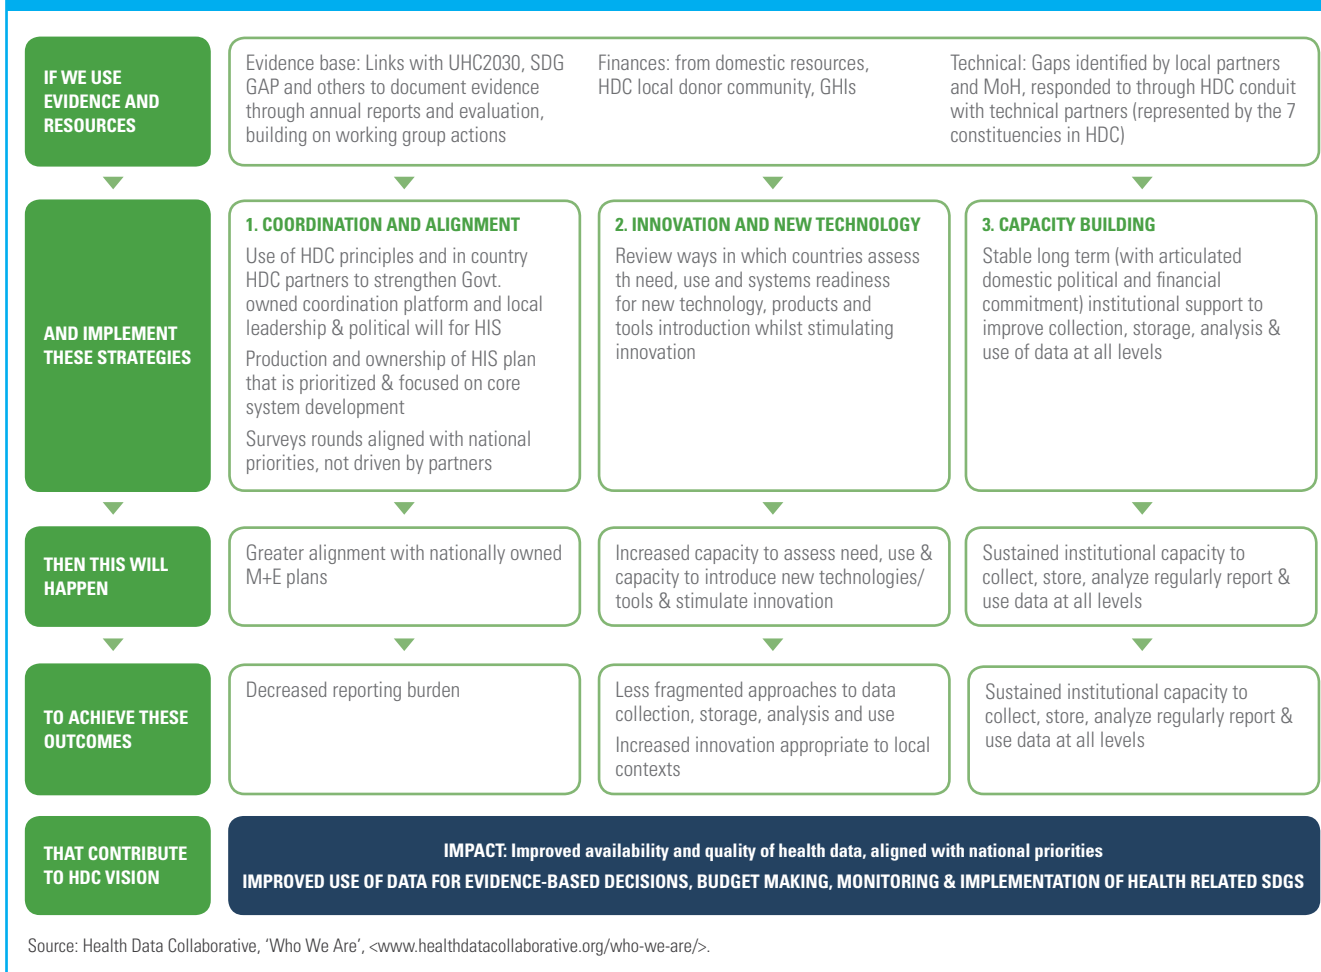 IF WE USE
EVIDENCE AND
RESOURCES
Evidence base: Links with UHC2030, SDG
GAP and others to document evidence
through annual reports and evaluation,
building on working group actions
Finances: from domestic resources,
HDC local donor community, GHIs
Technical: Gaps identified by local partners
and MoH, responded to through HDC conduit
with technical partners (represented by the 7
constituencies in HDC)
AND IMPLEMENT
THESE STRATEGIES
1. COORDINATION AND ALIGNMENT
Use of HDC principles and in country
HDC partners to strengthen Govt.
owned coordination platform and local
leadership & political will for HIS
Production and ownership of HIS plan
that is prioritized & focused on core
system development
Surveys rounds aligned with national
priorities, not driven by partners
2. INNOVATION AND NEW TECHNOLOGY
Review ways in which countries assess
th need, use and systems readiness
for new technology, products and
tools introduction whilst stimulating
innovation
3. CAPACITY BUILDING
Stable long term (with articulated
domestic political and financial
commitment) institutional support to
improve collection, storage, analysis &
use of data at all levels
THEN THIS WILL
HAPPEN
Greater alignment with nationally owned
M+E plans
Increased capacity to assess need, use &
capacity to introduce new technologies/
tools & stimulate innovation
Sustained institutional capacity to
collect, store, analyze regularly report &
use data at all levels
TO ACHIEVE THESE
OUTCOMES
Decreased reporting burden
Less fragmented approaches to data
collection, storage, analysis and use
Increased innovation appropriate to local
contexts
Sustained institutional capacity to
collect, store, analyze regularly report &
use data at all levels
THAT CONTRIBUTE
TO HDC VISION
IMPACT: Improved availability and quality of health data, aligned with national priorities
IMPROVED USE OF DATA FOR EVIDENCE-BASED DECISIONS, BUDGET MAKING, MONITORING & IMPLEMENTATION OF HEALTH RELATED SDGS
Source: Health Data Collaborative, ‘Who We Are’, <www.healthdatacollaborative.org/who-we-are/>.